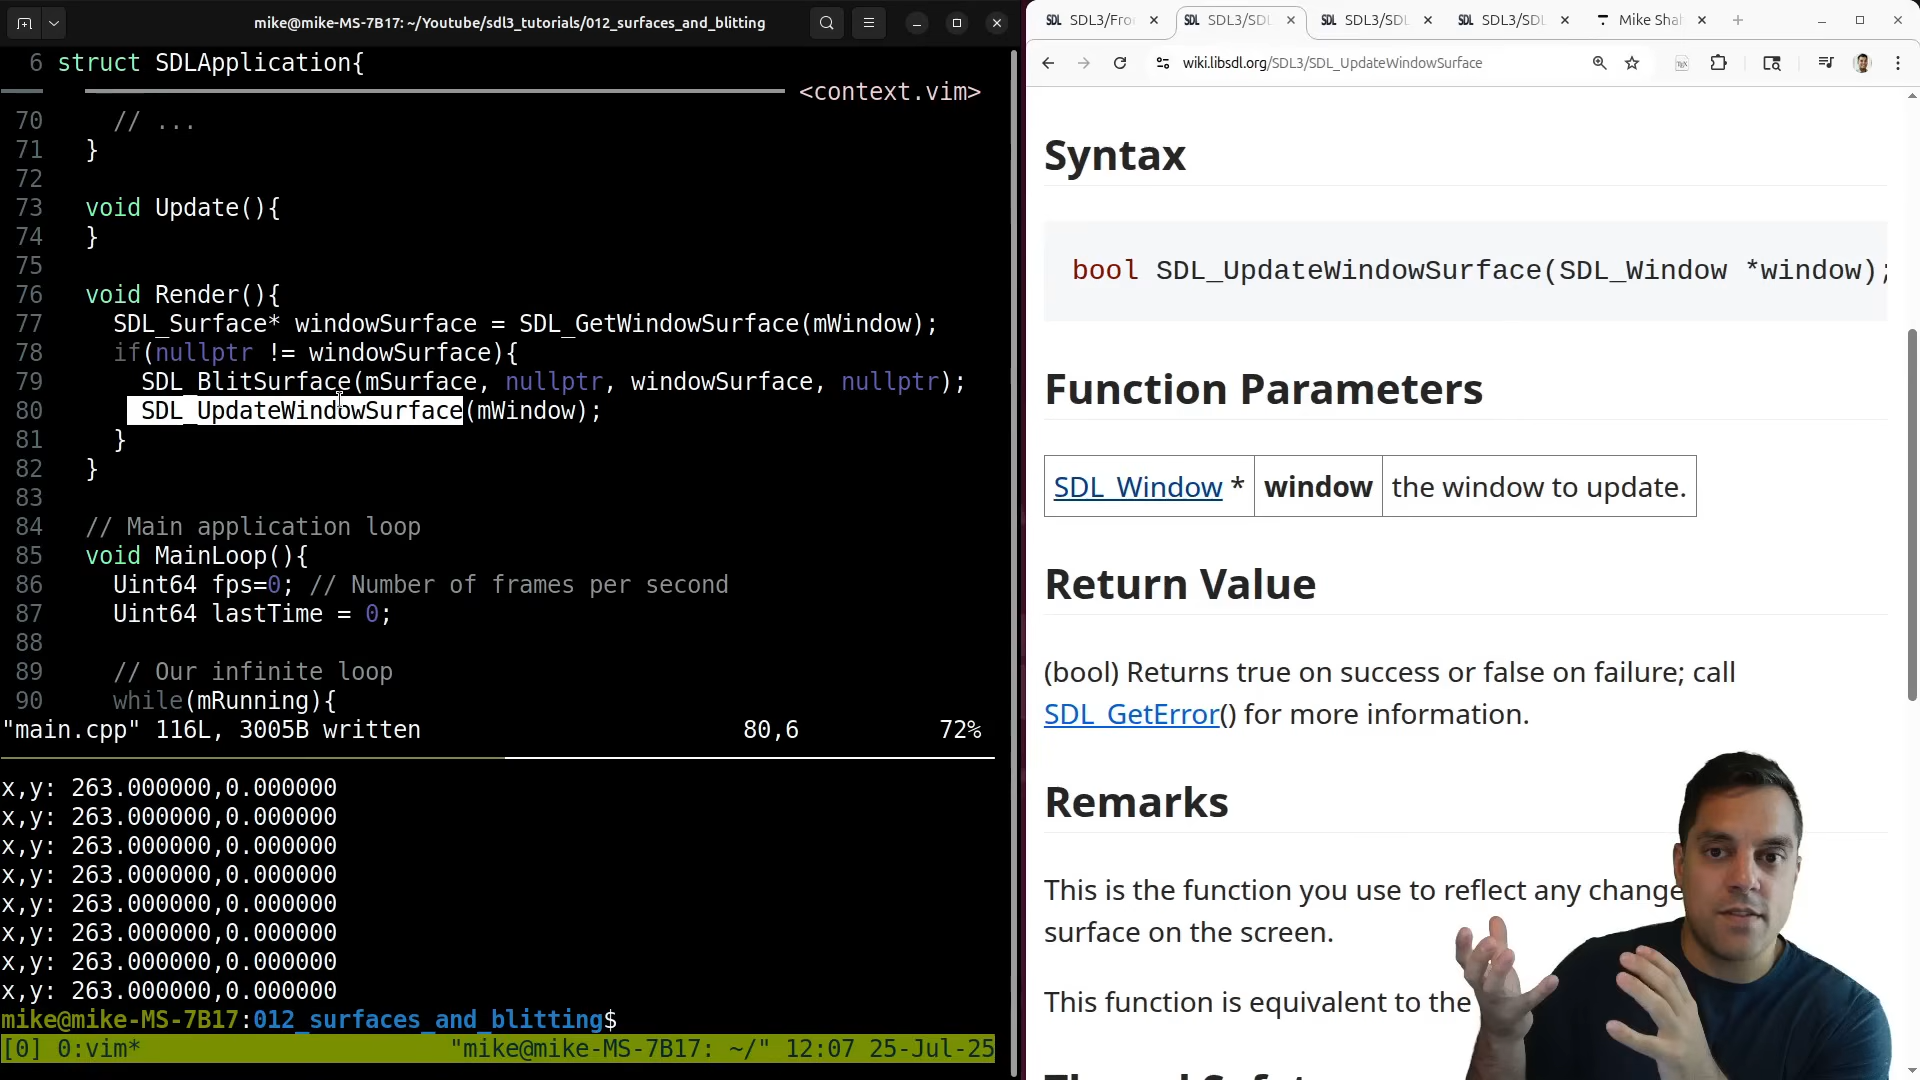 mike@mike-MS-7B17: ~/Youtube/sdl3_tutorials/012_surfaces_and_blitting
6 struct SDLApplication{
<context.vim>
70 // ...
71 }
72
73 void Update(){
74 }
75
76 void Render(){
77 SDL_Surface* windowSurface = SDL_GetWindowSurface(mWindow);
78 if(nullptr != windowSurface){
79 SDL_BlitSurface(mSurface, nullptr, windowSurface, nullptr);
80 SDL_UpdateWindowSurface(mWindow);
81 }
82 }
83
84 // Main application loop
85 void MainLoop(){
86 Uint64 fps=0; // Number of frames per second
87 Uint64 lastTime = 0;
88
89 // Our infinite loop
90 while(mRunning){
"main.cpp" 116L, 3005B written 80,6 72%
x,y: 263.000000,0.000000
x,y: 263.000000,0.000000
x,y: 263.000000,0.000000
x,y: 263.000000,0.000000
x,y: 263.000000,0.000000
x,y: 263.000000,0.000000
x,y: 263.000000,0.000000
x,y: 263.000000,0.000000
mike@mike-MS-7B17:012_surfaces_and_blitting$
[0] 0:vim* "mike@mike-MS-7B17: ~/" 12:07 25-Jul-25
SDL3/Fro SDL3/SDL SDL3/SDL SDL3/SDL Mike Shah
wiki.libsdl.org/SDL3/SDL_UpdateWindowSurface
Syntax
bool SDL_UpdateWindowSurface(SDL_Window *window);
Function Parameters
SDL_Window * window the window to update.
Return Value
(bool) Returns true on success or false on failure; call
SDL_GetError() for more information.
Remarks
This is the function you use to reflect any change
surface on the screen.
This function is equivalent to the